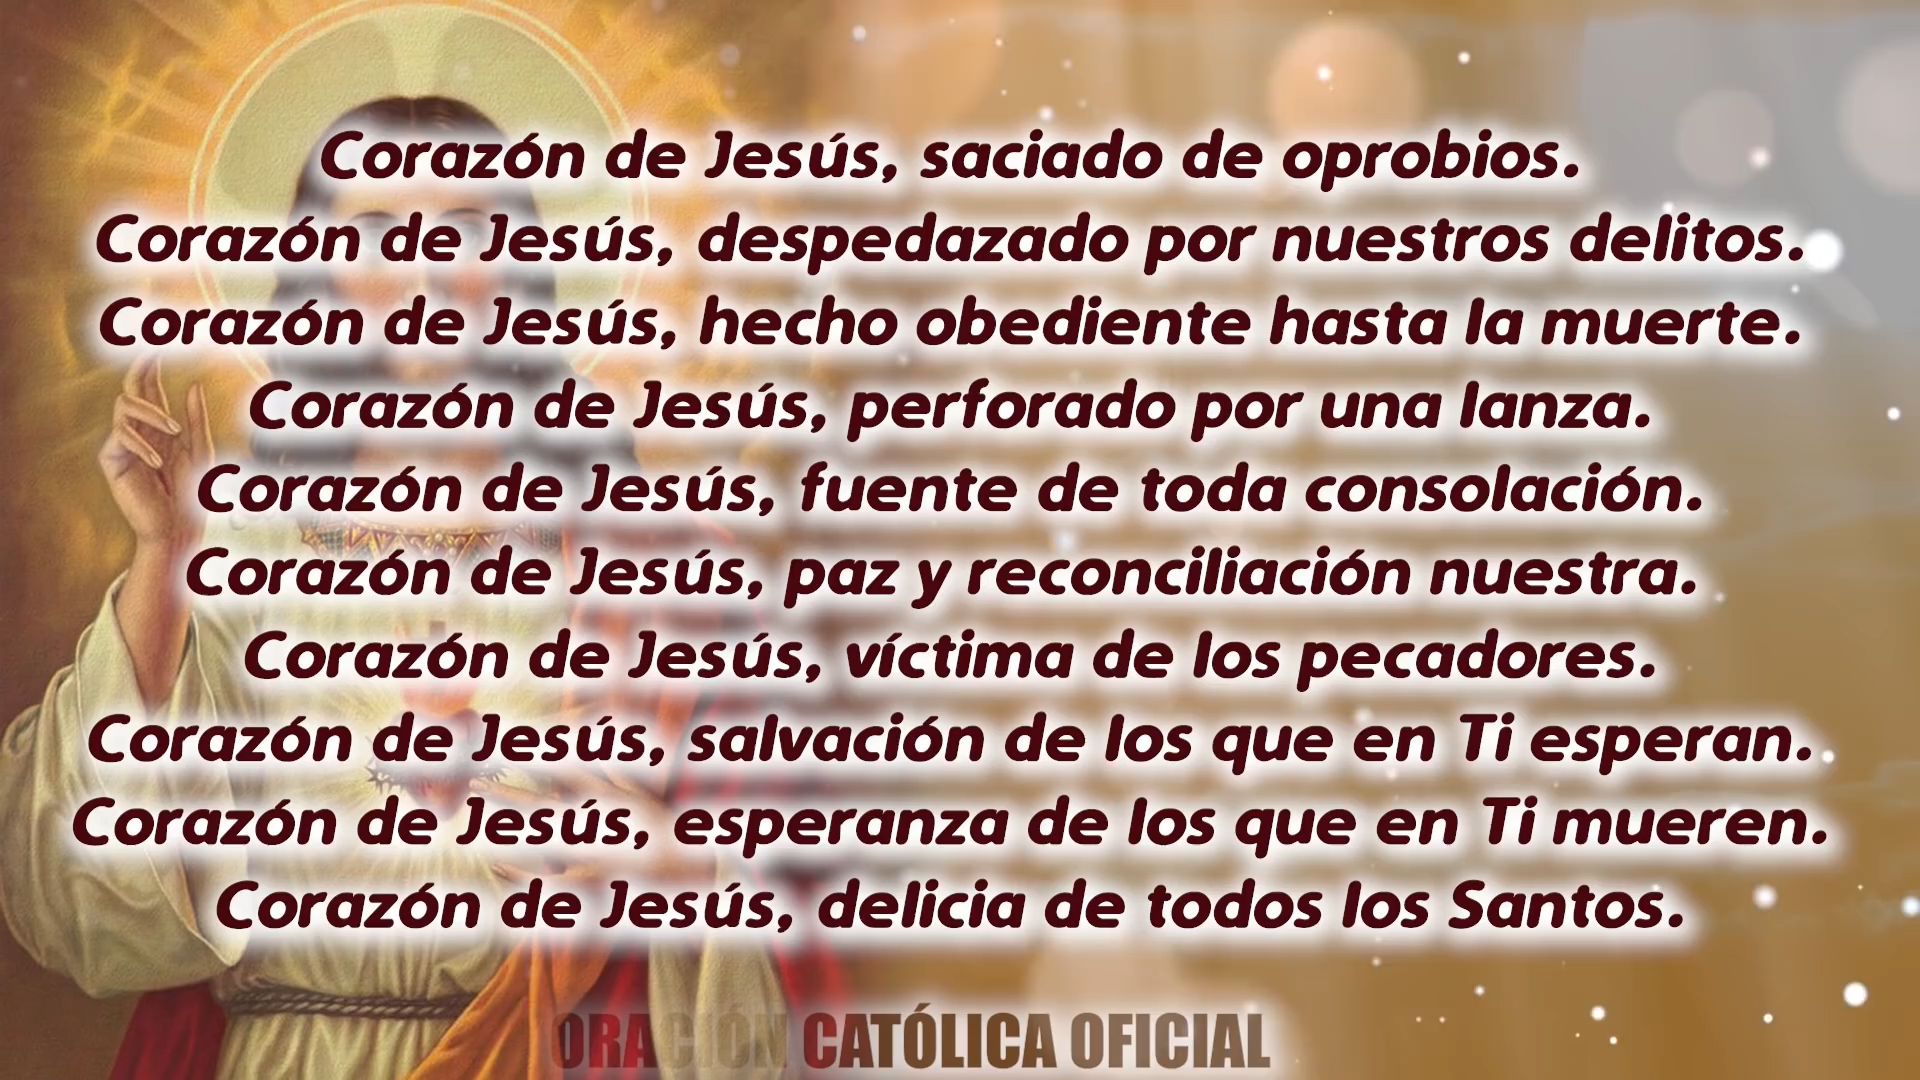 Corazón de Jesús, saciado de oprobios.
Corazón de Jesús, despedazado por nuestros delitos.
Corazón de Jesús, hecho obediente hasta la muerte.
Corazón de Jesús, perforado por una lanza.
Corazón de Jesús, fuente de toda consolación.
Corazón de Jesús, paz y reconciliación nuestra.
Corazón de Jesús, víctima de los pecadores.
Corazón de Jesús, salvación de los que en Ti esperan.
Corazón de Jesús, esperanza de los que en Ti mueren.
Corazón de Jesús, delicia de todos los Santos.
ORACIÓN CATÓLICA OFICIAL